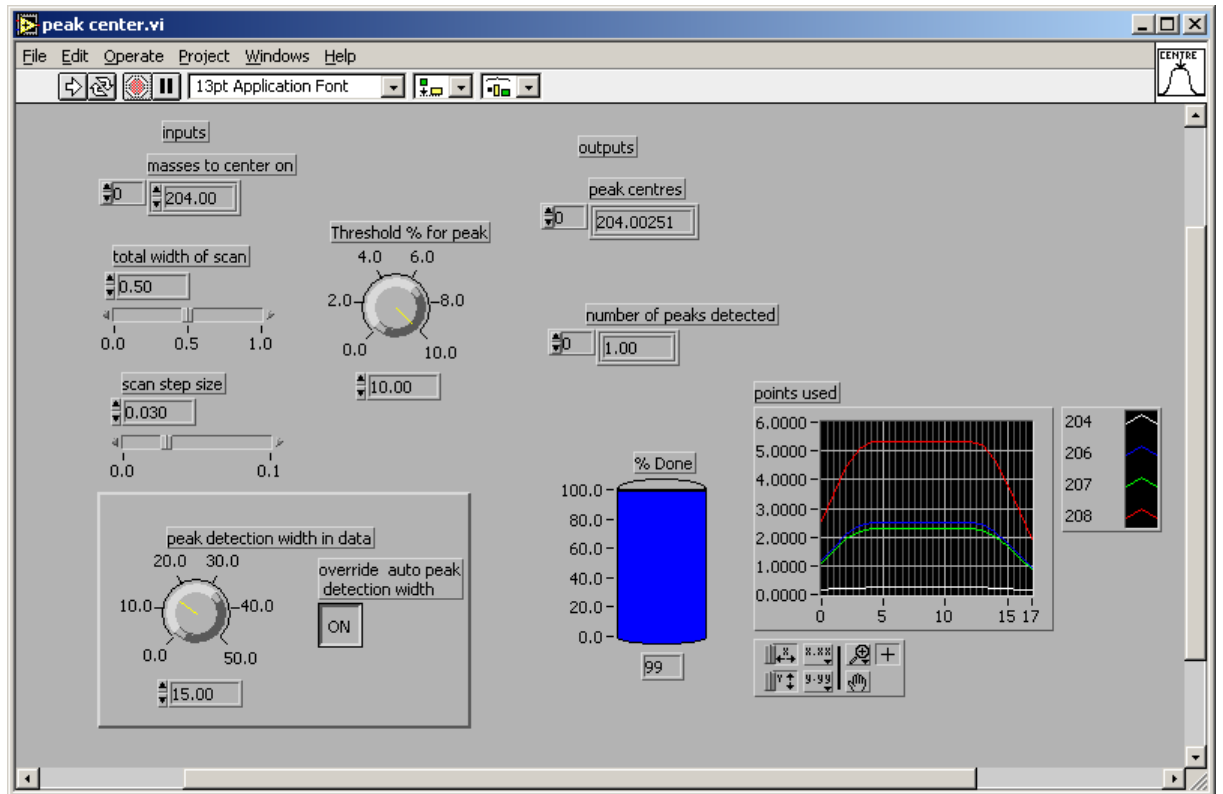 peak center.vi
File Edit Operate Project Windows Help
13pt Application Font
CENTRE
inputs
masses to center on
0 204.00
total width of scan
0.50
0.0 0.5 1.0
scan step size
0.030
0.0 0.1
Threshold % for peak
4.0 6.0
2.0 8.0
0.0 10.0
10.00
peak detection width in data
20.0 30.0
10.0 40.0
0.0 50.0
15.00
override auto peak
detection width
ON
outputs
peak centres
0 204.00251
number of peaks detected
0 1.00
% Done
100.0
80.0
60.0
40.0
20.0
0.0
99
points used
6.0000
5.0000
4.0000
3.0000
2.0000
1.0000
0.0000
0 5 10 15 17
204
206
207
208
X X.XX
Y Y.YY